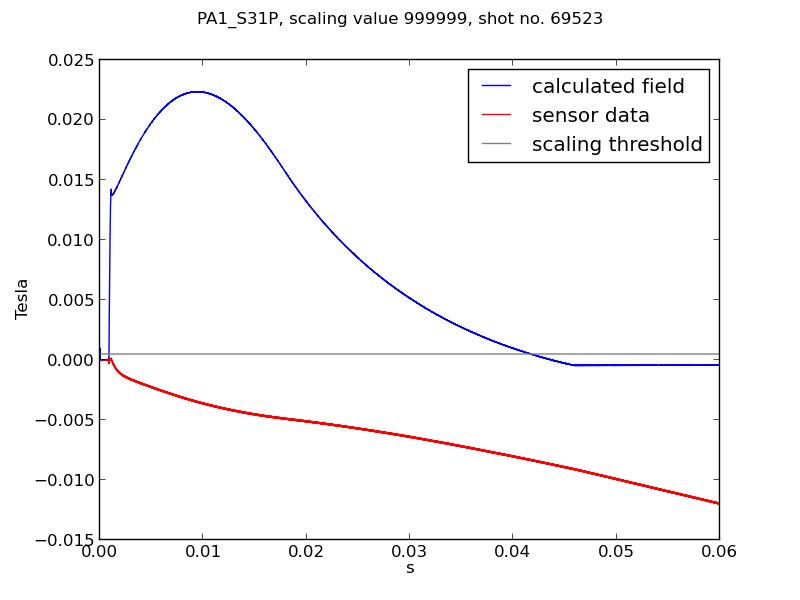 PA1_S31P, scaling value 999999, shot no. 69523
calculated field
sensor data
scaling threshold
Tesla
0.025
0.020
0.015
0.010
0.005
0.000
−0.005
−0.010
−0.015
0.00 0.01 0.02 0.03 0.04 0.05 0.06
s